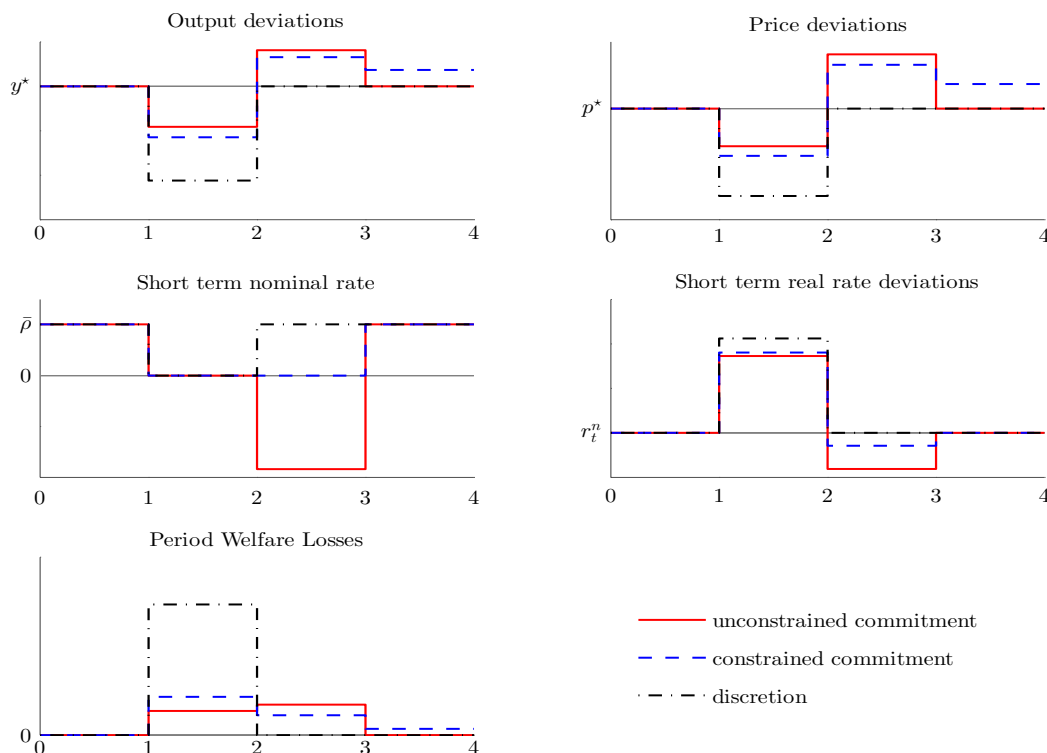 Output deviations
y⋆
0 1 2 3 4
Price deviations
p⋆
0 1 2 3 4
Short term nominal rate
ρ̄
0
0 1 2 3 4
Short term real rate deviations
rₜⁿ
0 1 2 3 4
Period Welfare Losses
0
0 1 2 3 4
unconstrained commitment
constrained commitment
discretion